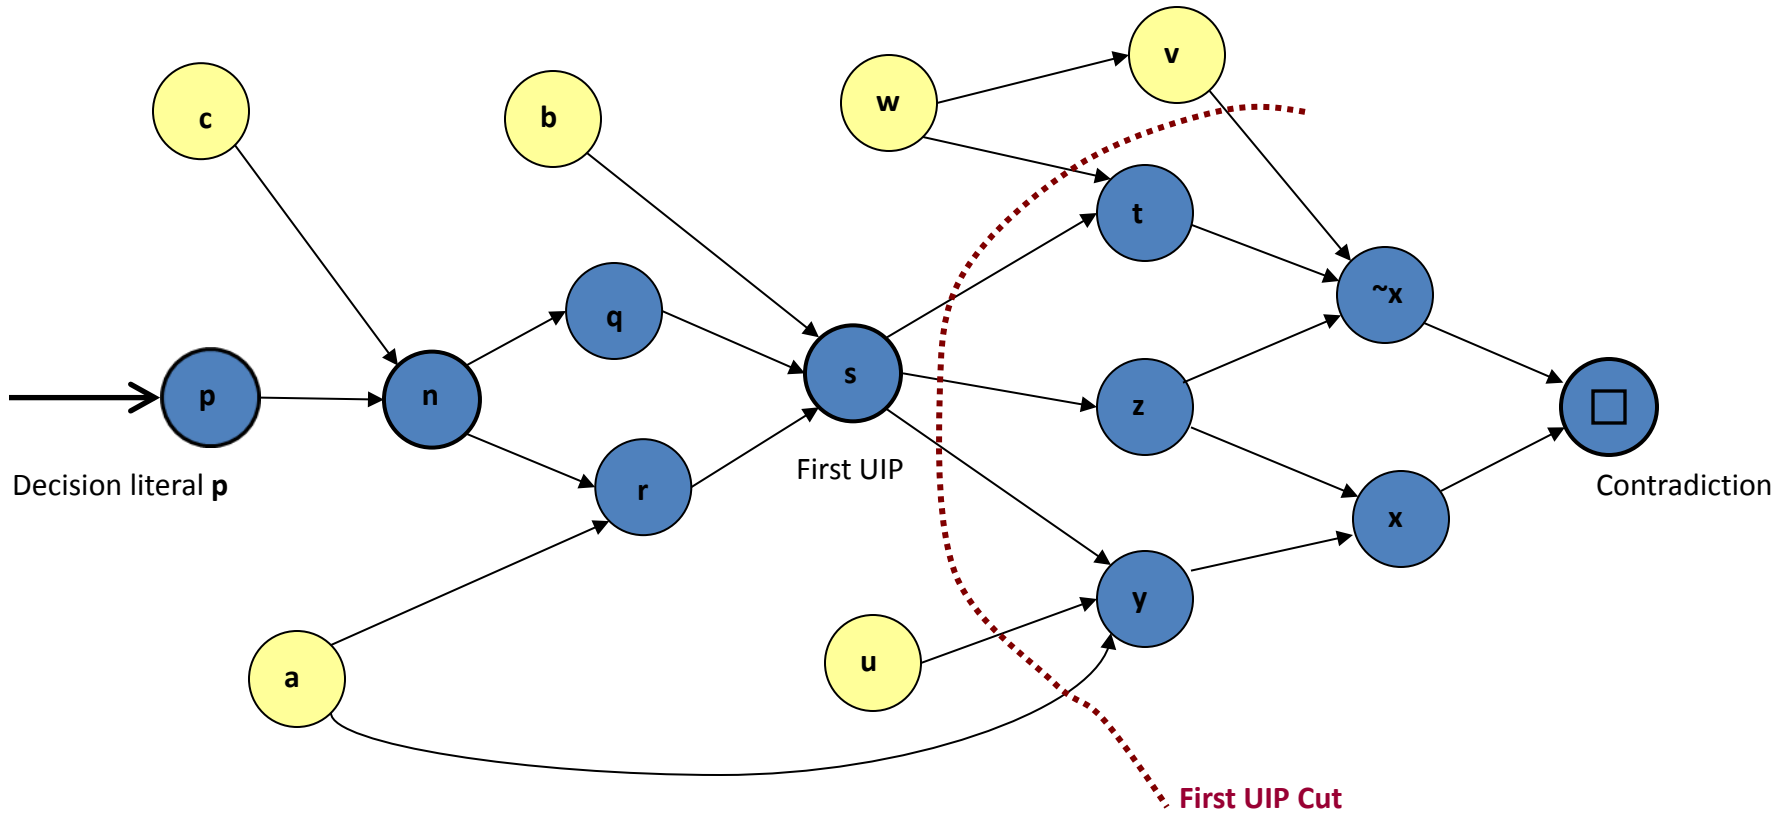 v
w
c
b
t
~x
q
s
p
n
z
□
First UIP
Decision literal p
r
Contradiction
x
y
u
a
First UIP Cut